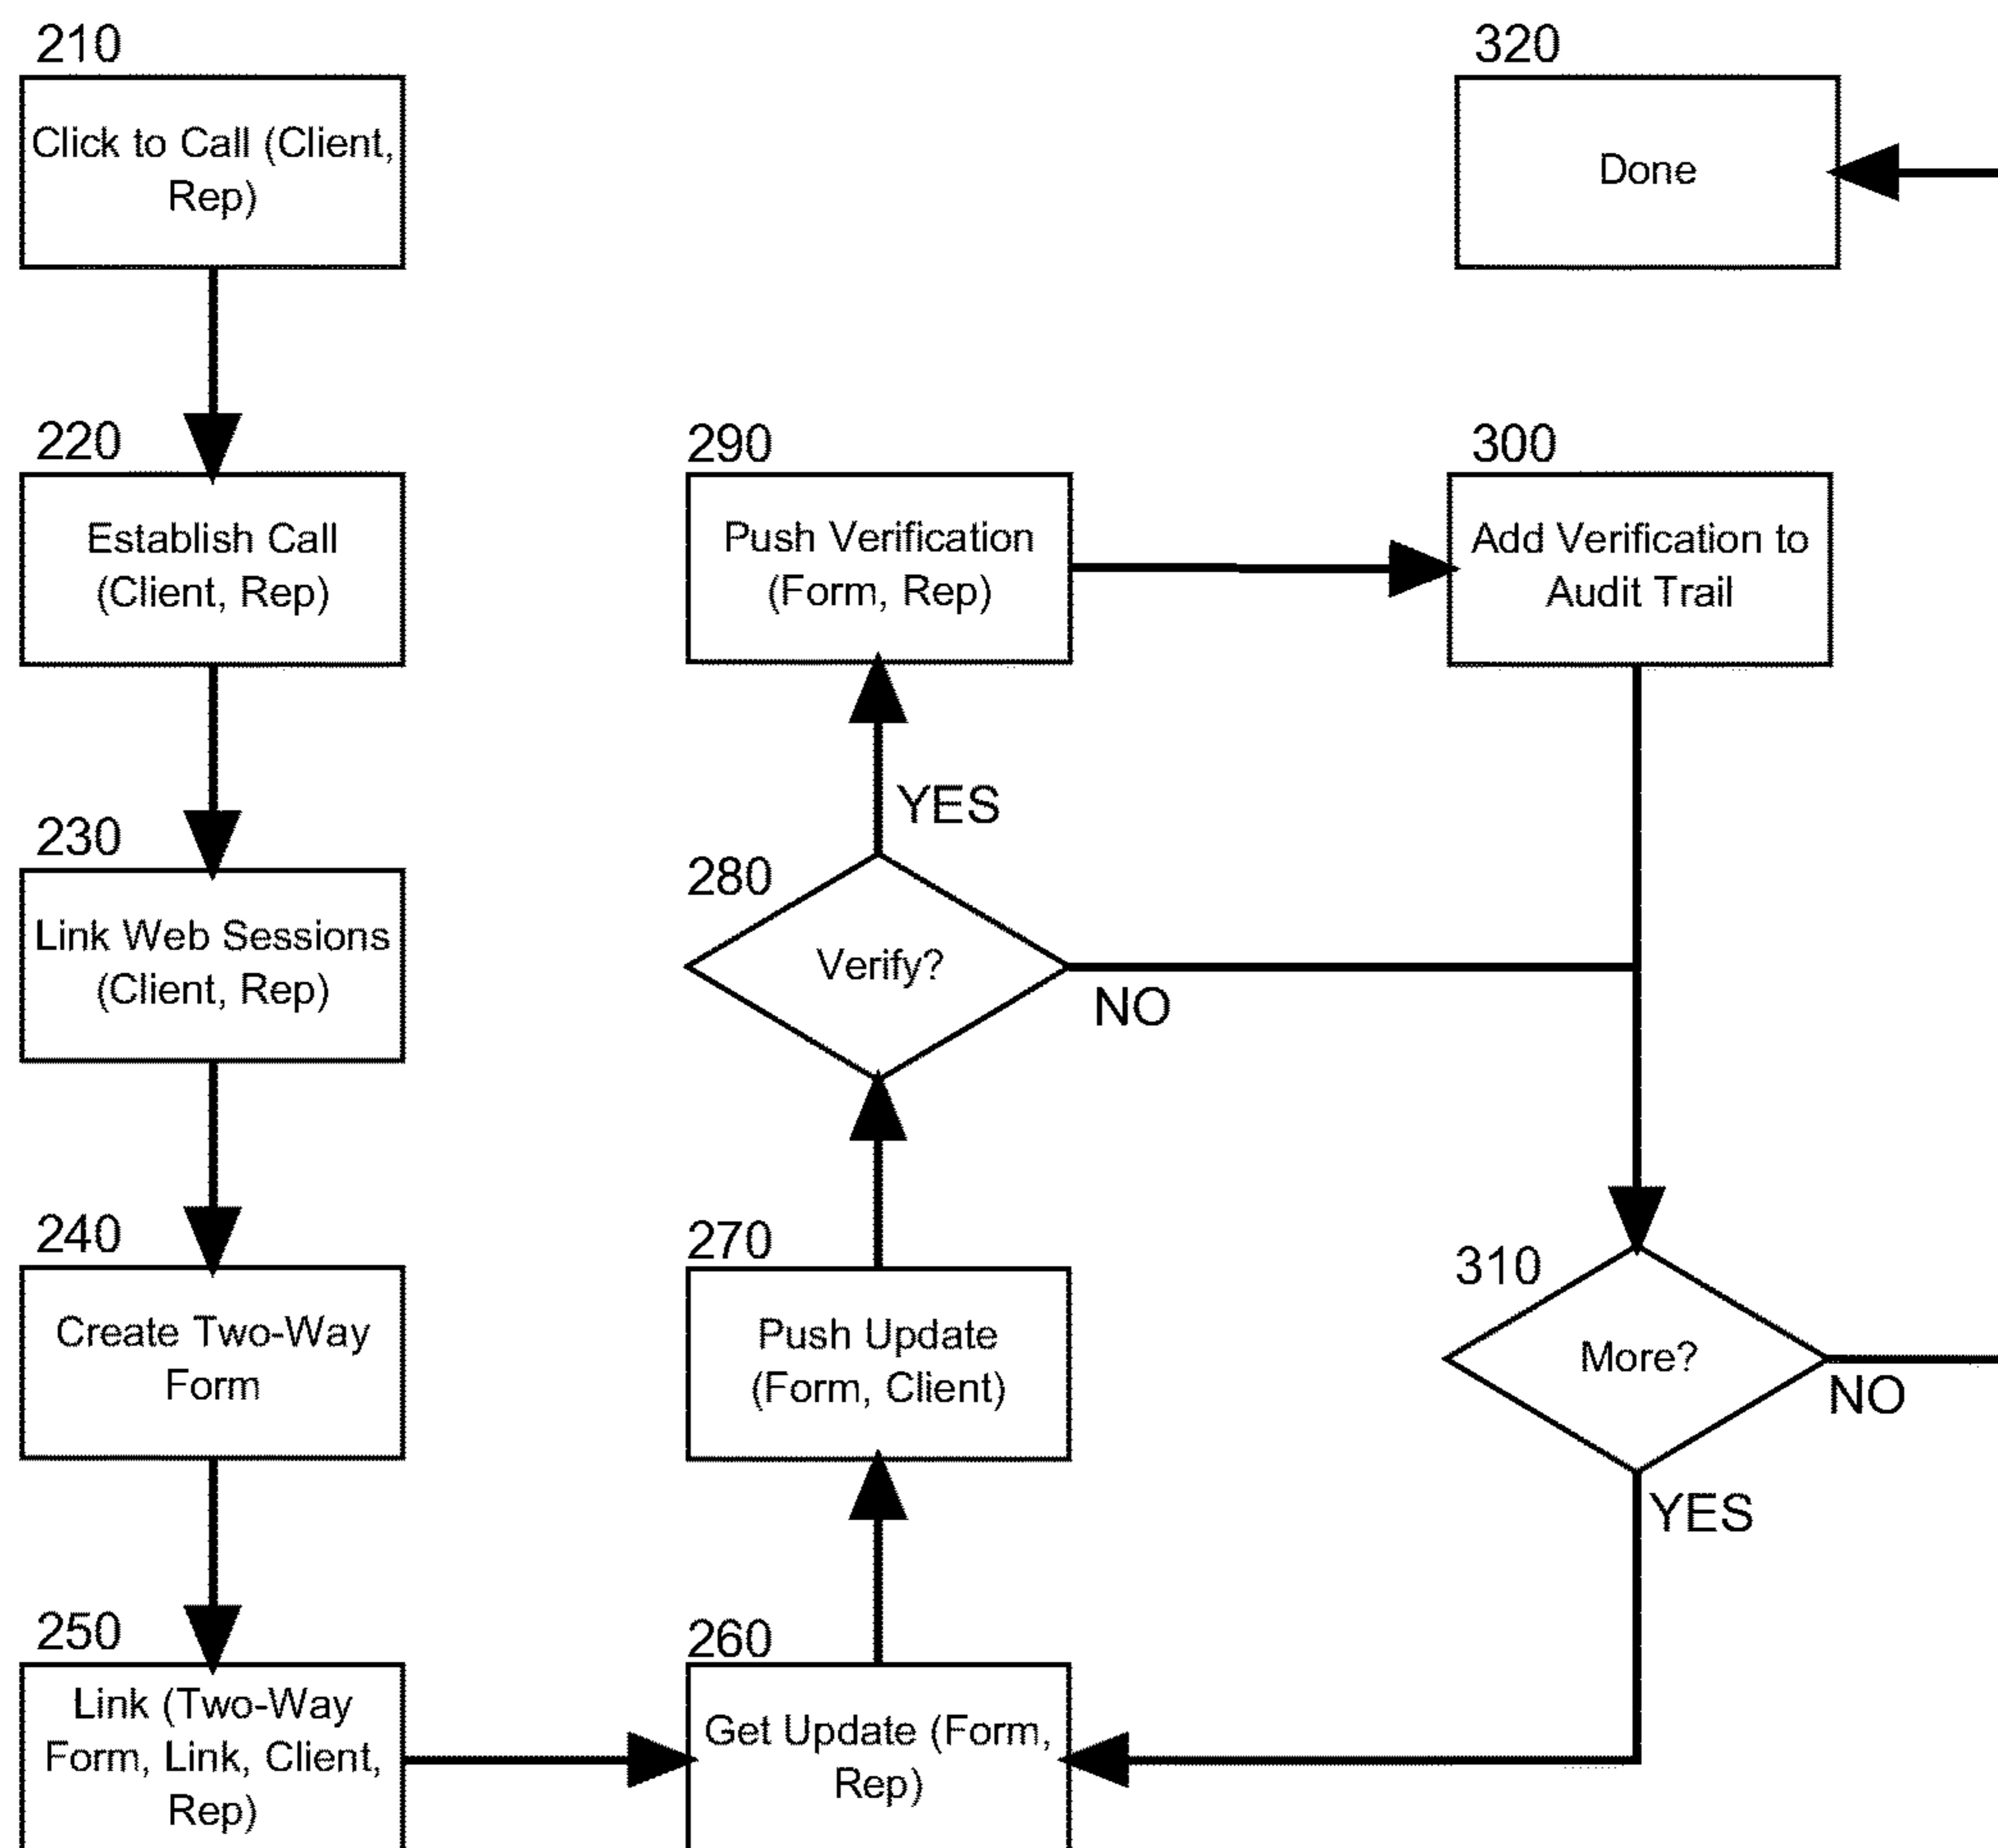 210
Click to Call (Client,
Rep)
220
Establish Call
(Client, Rep)
230
Link Web Sessions
(Client, Rep)
240
Create Two-Way
Form
250
Link (Two-Way
Form, Link, Client,
Rep)
260
Get Update (Form,
Rep)
270
Push Update
(Form, Client)
280
Verify?
YES
NO
290
Push Verification
(Form, Rep)
300
Add Verification to
Audit Trail
310
More?
NO
YES
320
Done